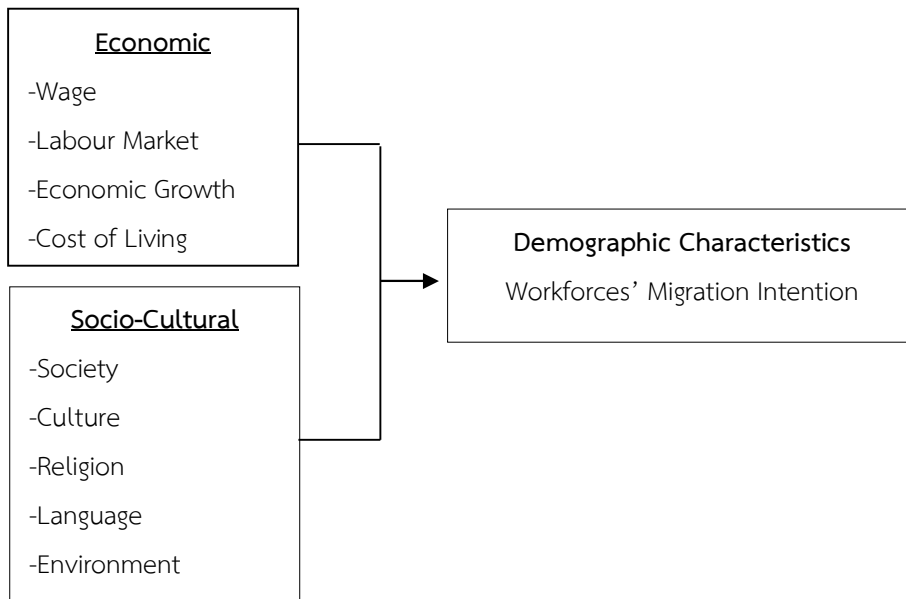 Economic
-Wage
-Labour Market
-Economic Growth
-Cost of Living
Socio-Cultural
-Society
-Culture
-Religion
-Language
-Environment
Demographic Characteristics
Workforces’ Migration Intention